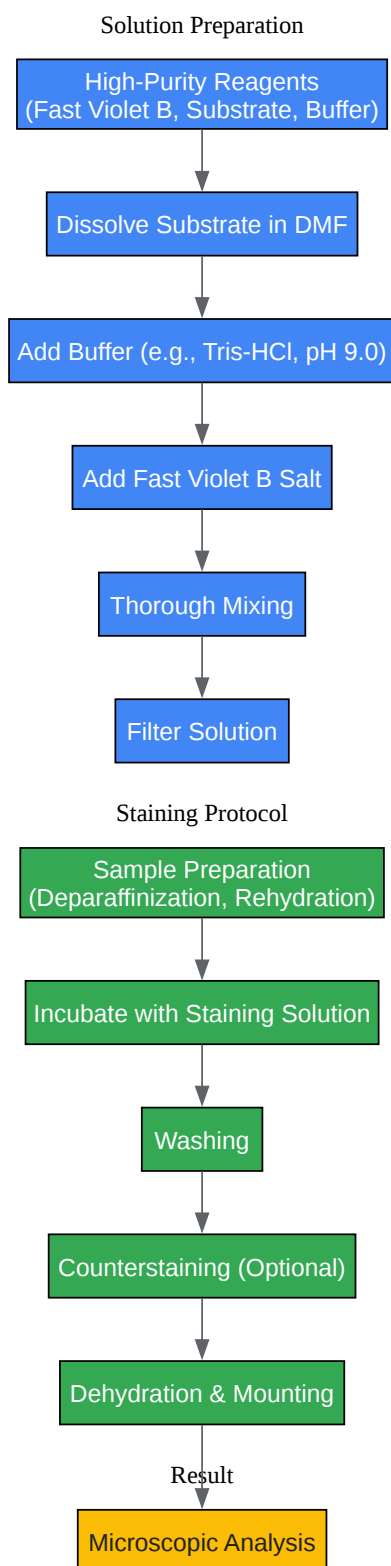 Solution Preparation
High-Purity Reagents
(Fast Violet B, Substrate, Buffer)
Dissolve Substrate in DMF
Add Buffer (e.g., Tris-HCl, pH 9.0)
Add Fast Violet B Salt
Thorough Mixing
Filter Solution
Staining Protocol
Sample Preparation
(Deparaffinization, Rehydration)
Incubate with Staining Solution
Washing
Counterstaining (Optional)
Dehydration & Mounting
Result
Microscopic Analysis